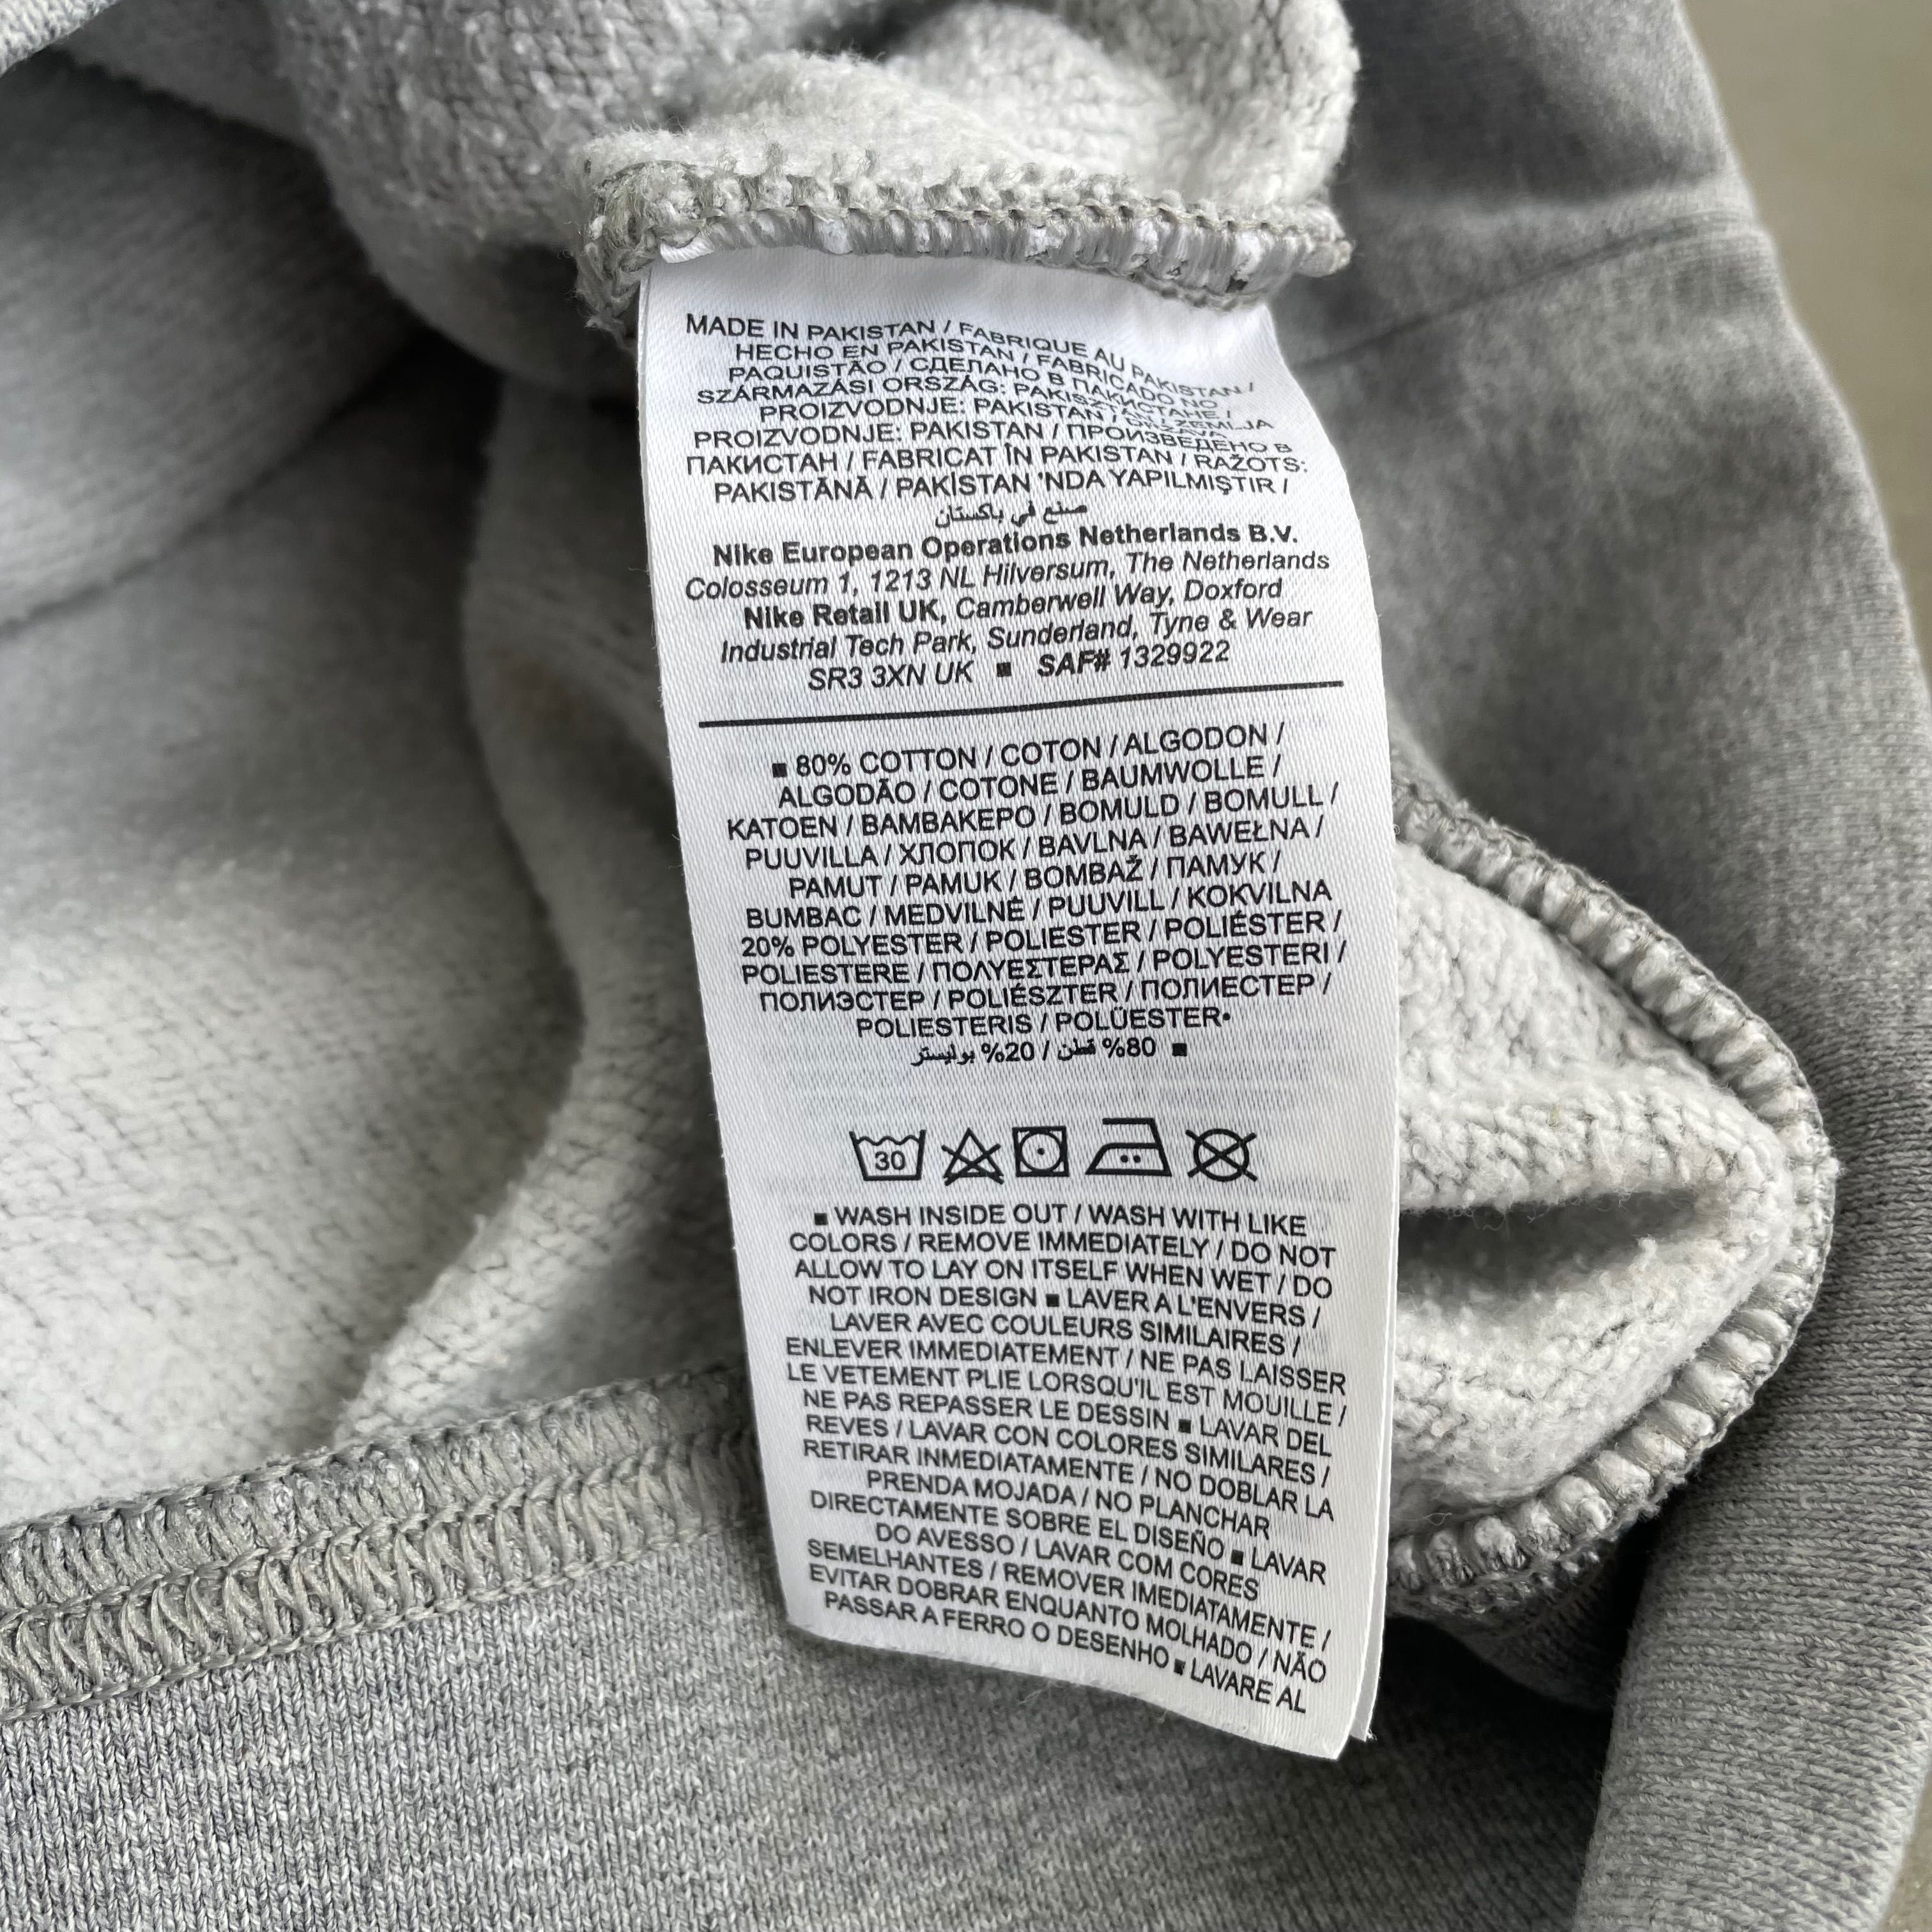 MADE IN PAKISTAN / FABRIQUE AU PAKISTAN /
HECHO EN PAKISTAN / FABRICADO NO
PAQUISTÃO / СДЕЛАНО В ПАКИСТАНЕ /
SZÁRMAZÁSI ORSZÁG: PAKISZTÁN /
PROIZVODNJE: PAKISTAN / DRŽAVA
PROIZVODNJE: PAKISTAN / ПРОИЗВЕДЕНО В
ПАКИСТАН / FABRICAT ÎN PAKISTAN / RAŽOTS:
PAKISTĀNĀ / PAKİSTAN 'NDA YAPILMIŞTIR /
صنع في باكستان
Nike European Operations Netherlands B.V.
Colosseum 1, 1213 NL Hilversum, The Netherlands
Nike Retail UK, Camberwell Way, Doxford
Industrial Tech Park, Sunderland, Tyne & Wear
SR3 3XN UK ■ SAF# 1329922
■ 80% COTTON / COTON / ALGODON /
ALGODÃO / COTONE / BAUMWOLLE /
KATOEN / ΒΑΜΒΑΚΕΡΟ / BOMULD / BOMULL /
PUUVILLA / ХЛОПОК / BAVLNA / BAWEŁNA /
PAMUT / PAMUK / BOMBAŽ / ПАМУК /
BUMBAC / MEDVILNĖ / PUUVILL / KOKVILNA
20% POLYESTER / POLIESTER / POLIÉSTER /
POLIESTERE / ΠΟΛΥΕΣΤΕΡΑΣ / POLYESTERI /
ПОЛИЭСТЕР / POLIÉSZTER / ПОЛИЕСТЕР /
POLIESTERIS / POLÜESTER•
■ 80% قطن / 20% بوليستر
30
■ WASH INSIDE OUT / WASH WITH LIKE
COLORS / REMOVE IMMEDIATELY / DO NOT
ALLOW TO LAY ON ITSELF WHEN WET / DO
NOT IRON DESIGN ■ LAVER A L'ENVERS /
LAVER AVEC COULEURS SIMILAIRES /
ENLEVER IMMEDIATEMENT / NE PAS LAISSER
LE VETEMENT PLIE LORSQU'IL EST MOUILLE /
NE PAS REPASSER LE DESSIN ■ LAVAR DEL
REVES / LAVAR CON COLORES SIMILARES /
RETIRAR INMEDIATAMENTE / NO DOBLAR LA
PRENDA MOJADA / NO PLANCHAR
DIRECTAMENTE SOBRE EL DISEÑO ■ LAVAR
DO AVESSO / LAVAR COM CORES
SEMELHANTES / REMOVER IMEDIATAMENTE /
EVITAR DOBRAR ENQUANTO MOLHADO / NÃO
PASSAR A FERRO O DESENHO ■ LAVARE AL